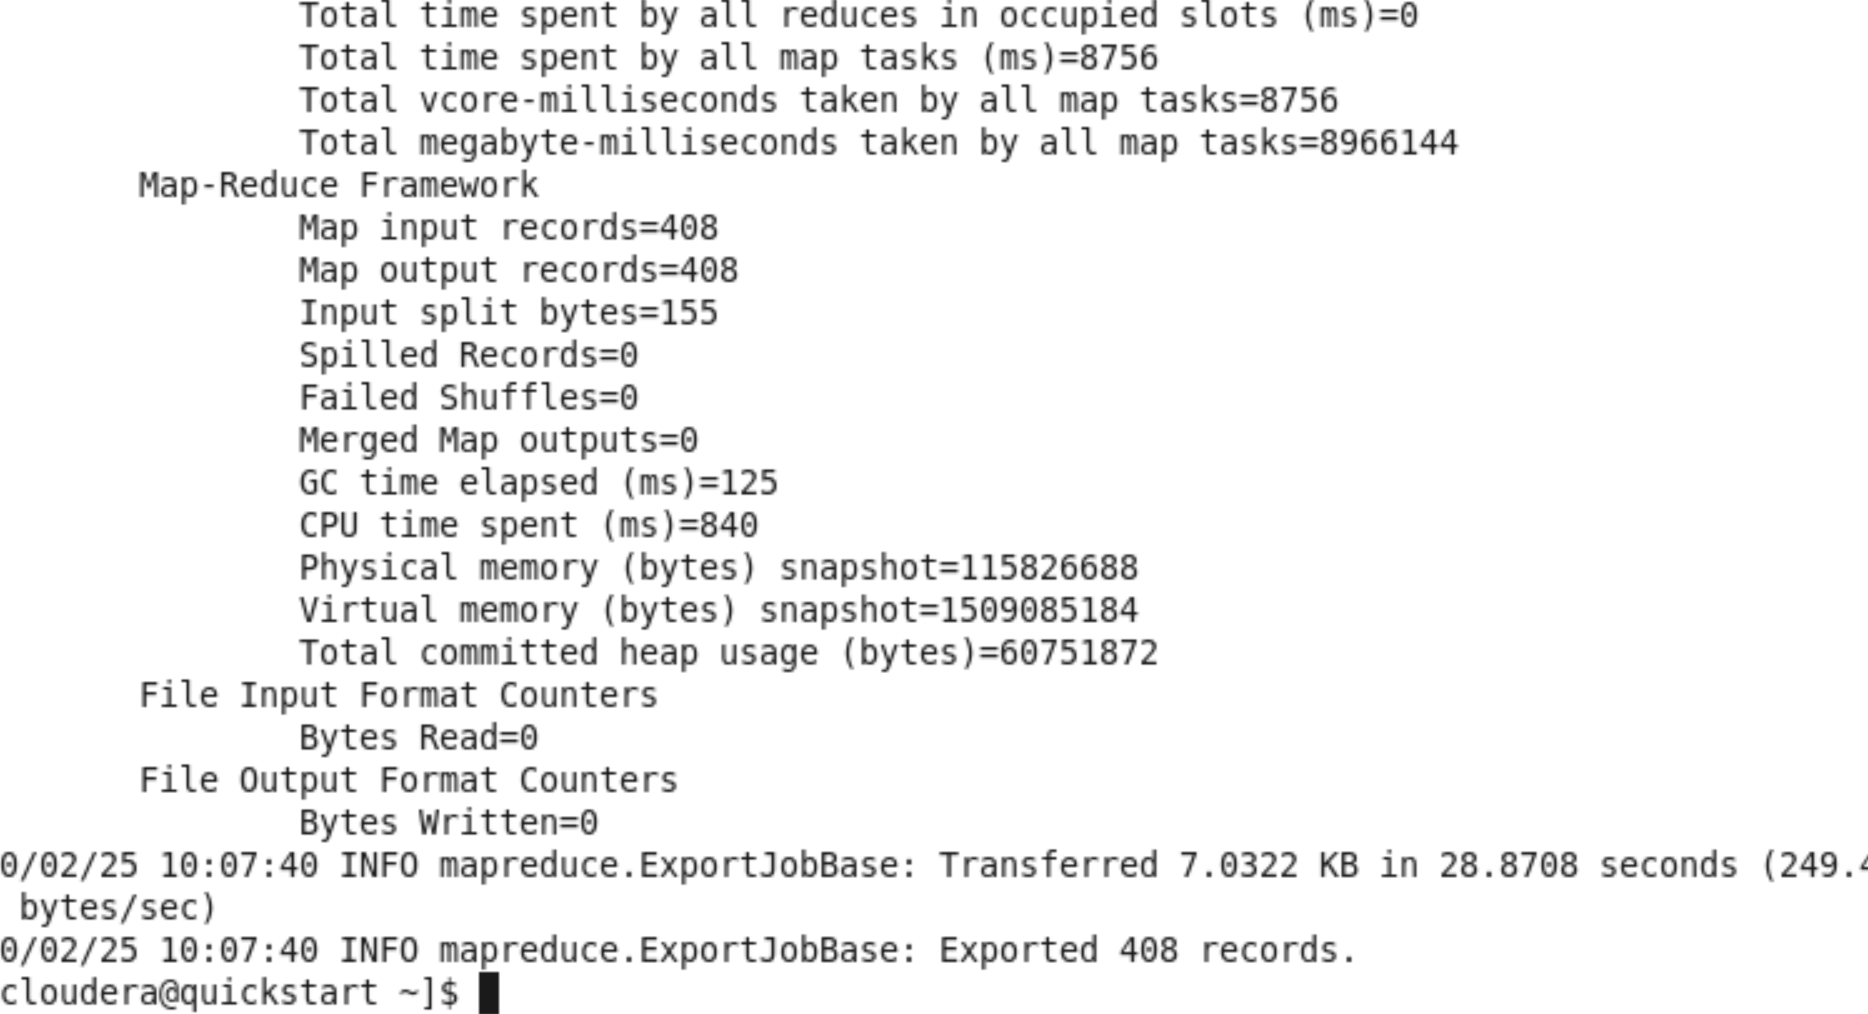 Total time spent by all reduces in occupied slots (ms)=0
Total time spent by all map tasks (ms)=8756
Total vcore-milliseconds taken by all map tasks=8756
Total megabyte-milliseconds taken by all map tasks=8966144
Map-Reduce Framework
Map input records=408
Map output records=408
Input split bytes=155
Spilled Records=0
Failed Shuffles=0
Merged Map outputs=0
GC time elapsed (ms)=125
CPU time spent (ms)=840
Physical memory (bytes) snapshot=115826688
Virtual memory (bytes) snapshot=1509085184
Total committed heap usage (bytes)=60751872
File Input Format Counters
Bytes Read=0
File Output Format Counters
Bytes Written=0
0/02/25 10:07:40 INFO mapreduce.ExportJobBase: Transferred 7.0322 KB in 28.8708 seconds (249.4
bytes/sec)
0/02/25 10:07:40 INFO mapreduce.ExportJobBase: Exported 408 records.
cloudera@quickstart ~]$